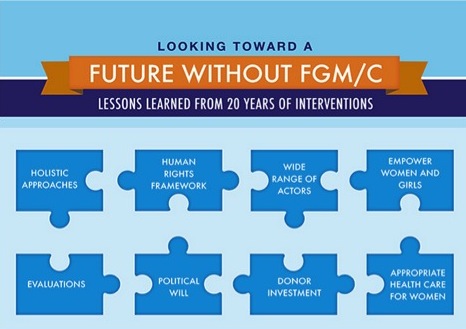 LOOKING TOWARD A
FUTURE WITHOUT FGM/C
LESSONS LEARNED FROM 20 YEARS OF INTERVENTIONS
HOLISTIC
APPROACHES
HUMAN
RIGHTS
FRAMEWORK
WIDE
RANGE OF
ACTORS
EMPOWER
WOMEN AND
GIRLS
EVALUATIONS
POLITICAL
WILL
DONOR
INVESTMENT
APPROPRIATE
HEALTH CARE
FOR WOMEN